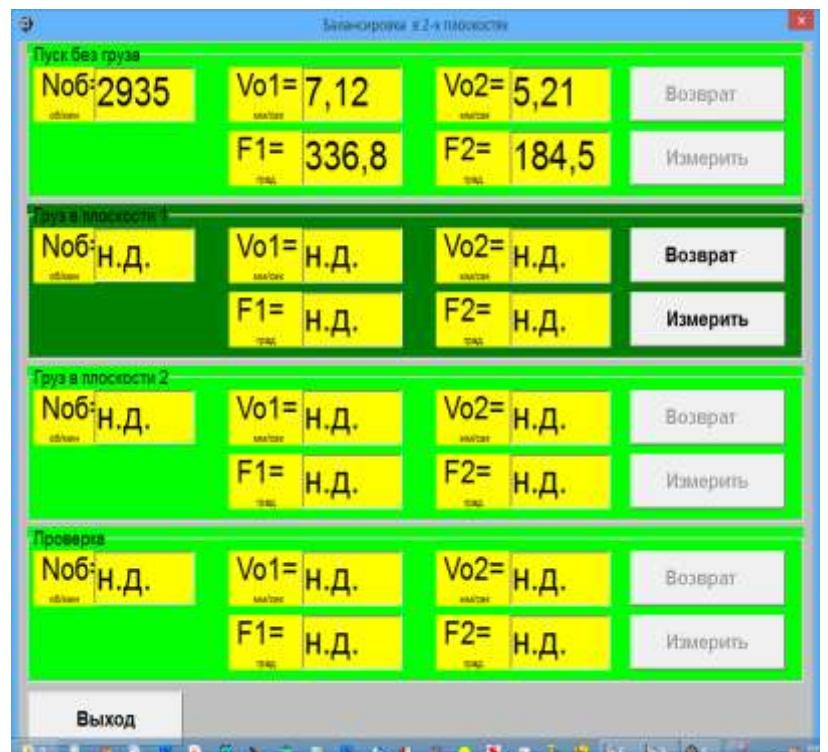 Балансировка в 2-х плоскостях
Пуск без груза
Nоб= 2935 Vo1= 7,12 Vo2= 5,21 Возврат
об/мин мм/сек мм/сек
F1= 336,8 F2= 184,5 Измерить
град. град.
Груз в плоскости 1
Nоб= н.д. Vo1= н.д. Vo2= н.д. Возврат
об/мин мм/сек мм/сек
F1= н.д. F2= н.д. Измерить
град. град.
Груз в плоскости 2
Nоб= н.д. Vo1= н.д. Vo2= н.д. Возврат
об/мин мм/сек мм/сек
F1= н.д. F2= н.д. Измерить
град. град.
Проверка
Nоб= н.д. Vo1= н.д. Vo2= н.д. Возврат
об/мин мм/сек мм/сек
F1= н.д. F2= н.д. Измерить
град. град.
Выход